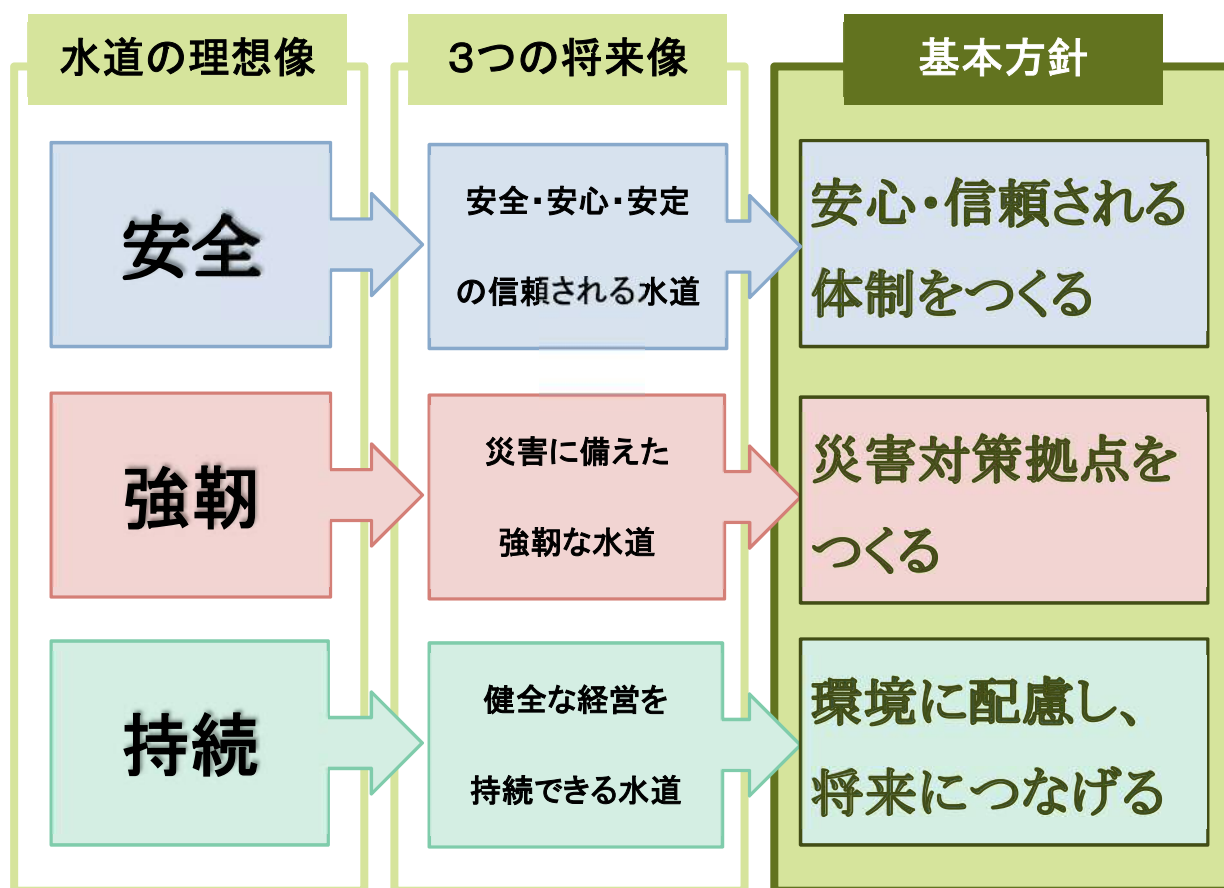 水道の理想像
3つの将来像
基本方針
安全
安全・安心・安定
の信頼される水道
安心・信頼される
体制をつくる
強靭
災害に備えた
強靭な水道
災害対策拠点を
つくる
持続
健全な経営を
持続できる水道
環境に配慮し、
将来につなげる